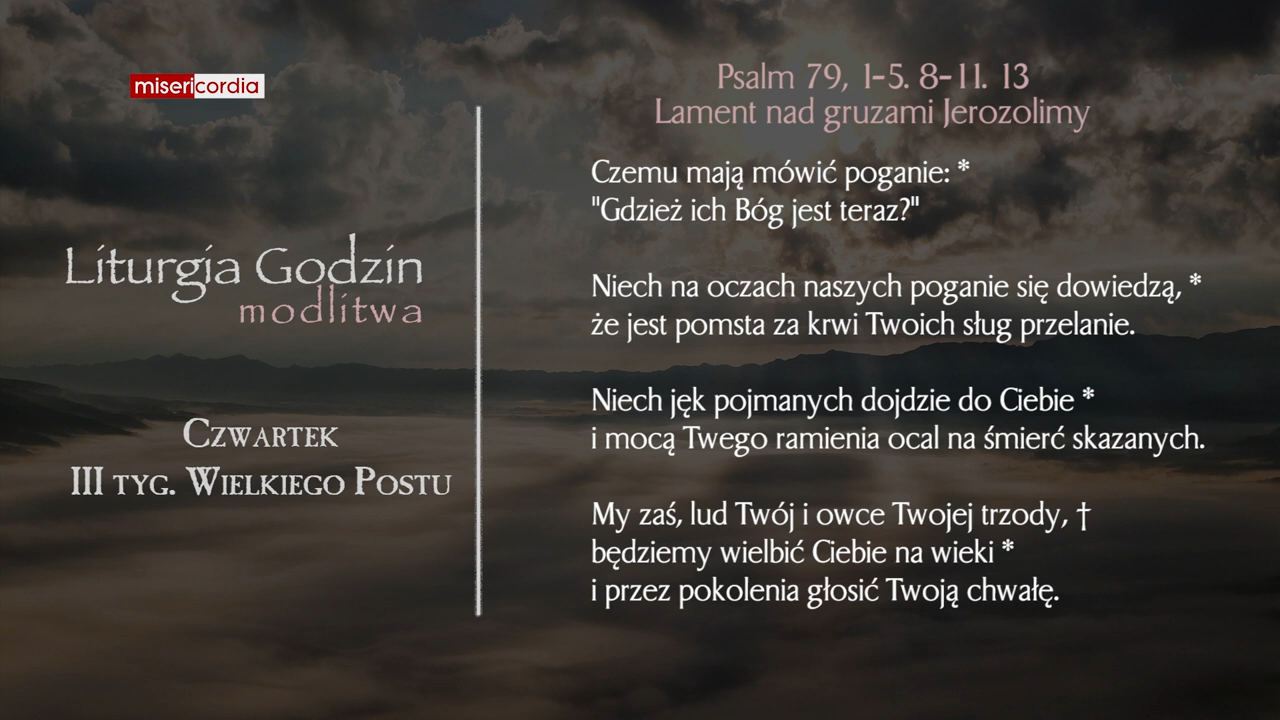 misericordia
Liturgia Godzin
modlitwa
Czwartek
III tyg. Wielkiego Postu
Psalm 79, 1-5. 8-11. 13
Lament nad gruzami Jerozolimy
Czemu mają mówić poganie: *
"Gdzież ich Bóg jest teraz?"
Niech na oczach naszych poganie się dowiedzą, *
że jest pomsta za krwi Twoich sług przelanie.
Niech jęk pojmanych dojdzie do Ciebie *
i mocą Twego ramienia ocal na śmierć skazanych.
My zaś, lud Twój i owce Twojej trzody, †
będziemy wielbić Ciebie na wieki *
i przez pokolenia głosić Twoją chwałę.